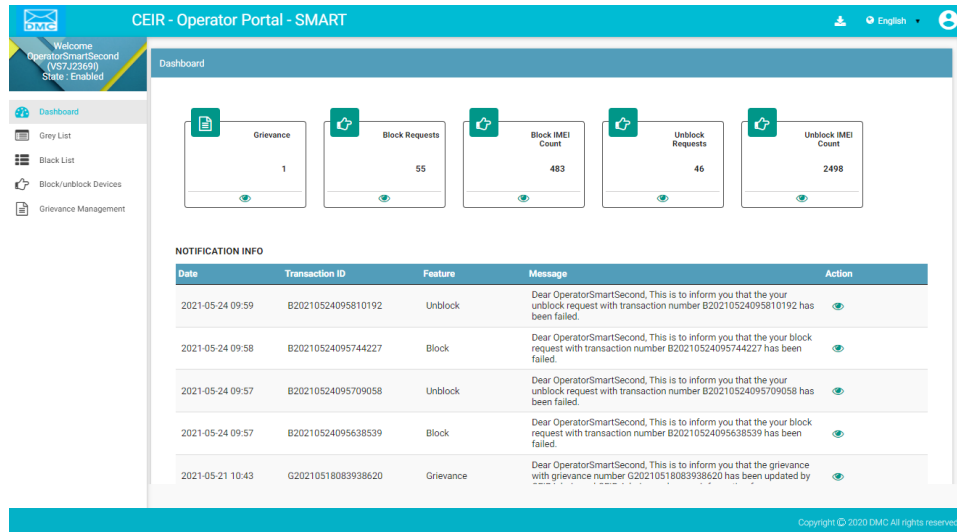 DMC
CEIR - Operator Portal - SMART
English
Welcome
OperatorSmartSecond
(VS7J2369I)
State : Enabled
Dashboard
Grey List
Black List
Block/unblock Devices
Grievance Management
Dashboard
Grievance
1
Block Requests
55
Block IMEI
Count
483
Unblock
Requests
46
Unblock IMEI
Count
2498
NOTIFICATION INFO
Date Transaction ID Feature Message Action
2021-05-24 09:59 B20210524095810192 Unblock Dear OperatorSmartSecond, This is to inform you that the your
unblock request with transaction number B20210524095810192 has
been failed.
2021-05-24 09:58 B20210524095744227 Block Dear OperatorSmartSecond, This is to inform you that the your block
request with transaction number B20210524095744227 has been
failed.
2021-05-24 09:57 B20210524095709058 Unblock Dear OperatorSmartSecond, This is to inform you that the your
unblock request with transaction number B20210524095709058 has
been failed.
2021-05-24 09:57 B20210524095638539 Block Dear OperatorSmartSecond, This is to inform you that the your block
request with transaction number B20210524095638539 has been
failed.
2021-05-21 10:43 G20210518083938620 Grievance Dear OperatorSmartSecond, This is to inform you that the grievance
with grievance number G20210518083938620 has been updated by
Copyright © 2020 DMC All rights reserved